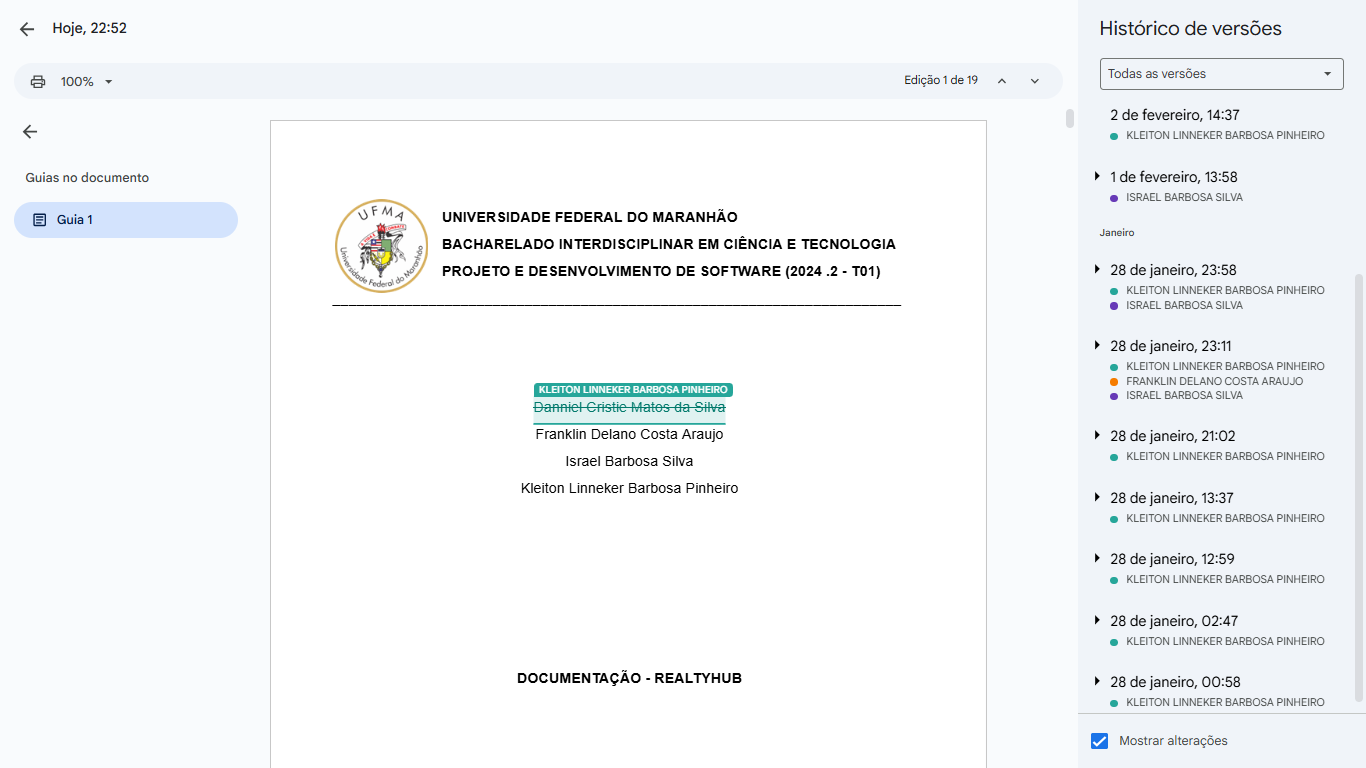 Hoje, 22:52
100%
Edição 1 de 19
Guias no documento
Guia 1
UFMA
Universidade Federal do Maranhão
UNIVERSIDADE FEDERAL DO MARANHÃO
BACHARELADO INTERDISCIPLINAR EM CIÊNCIA E TECNOLOGIA
PROJETO E DESENVOLVIMENTO DE SOFTWARE (2024 .2 - T01)
KLEITON LINNEKER BARBOSA PINHEIRO
Danniel Cristie Matos da Silva
Franklin Delano Costa Araujo
Israel Barbosa Silva
Kleiton Linneker Barbosa Pinheiro
DOCUMENTAÇÃO - REALTYHUB
Histórico de versões
Todas as versões
2 de fevereiro, 14:37
KLEITON LINNEKER BARBOSA PINHEIRO
1 de fevereiro, 13:58
ISRAEL BARBOSA SILVA
Janeiro
28 de janeiro, 23:58
KLEITON LINNEKER BARBOSA PINHEIRO
ISRAEL BARBOSA SILVA
28 de janeiro, 23:11
KLEITON LINNEKER BARBOSA PINHEIRO
FRANKLIN DELANO COSTA ARAUJO
ISRAEL BARBOSA SILVA
28 de janeiro, 21:02
KLEITON LINNEKER BARBOSA PINHEIRO
28 de janeiro, 13:37
KLEITON LINNEKER BARBOSA PINHEIRO
28 de janeiro, 12:59
KLEITON LINNEKER BARBOSA PINHEIRO
28 de janeiro, 02:47
KLEITON LINNEKER BARBOSA PINHEIRO
28 de janeiro, 00:58
KLEITON LINNEKER BARBOSA PINHEIRO
Mostrar alterações